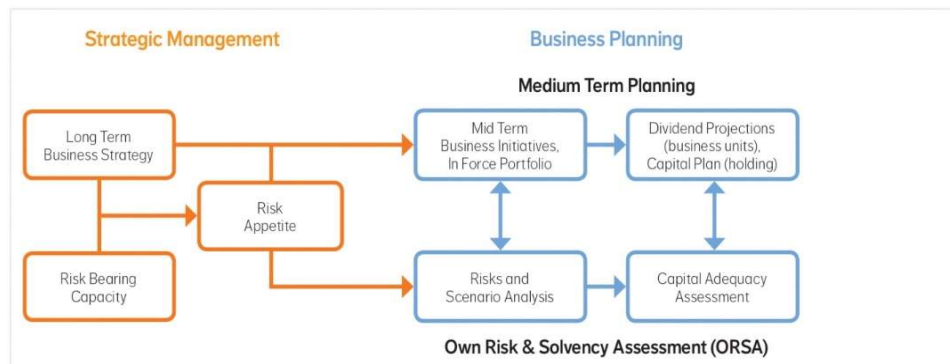 Strategic Management
Business Planning
Medium Term Planning
Long Term
Business Strategy
Mid Term
Business Initiatives,
In Force Portfolio
Dividend Projections
(business units),
Capital Plan (holding)
Risk
Appetite
Risk Bearing
Capacity
Risks and
Scenario Analysis
Capital Adequacy
Assessment
Own Risk & Solvency Assessment (ORSA)